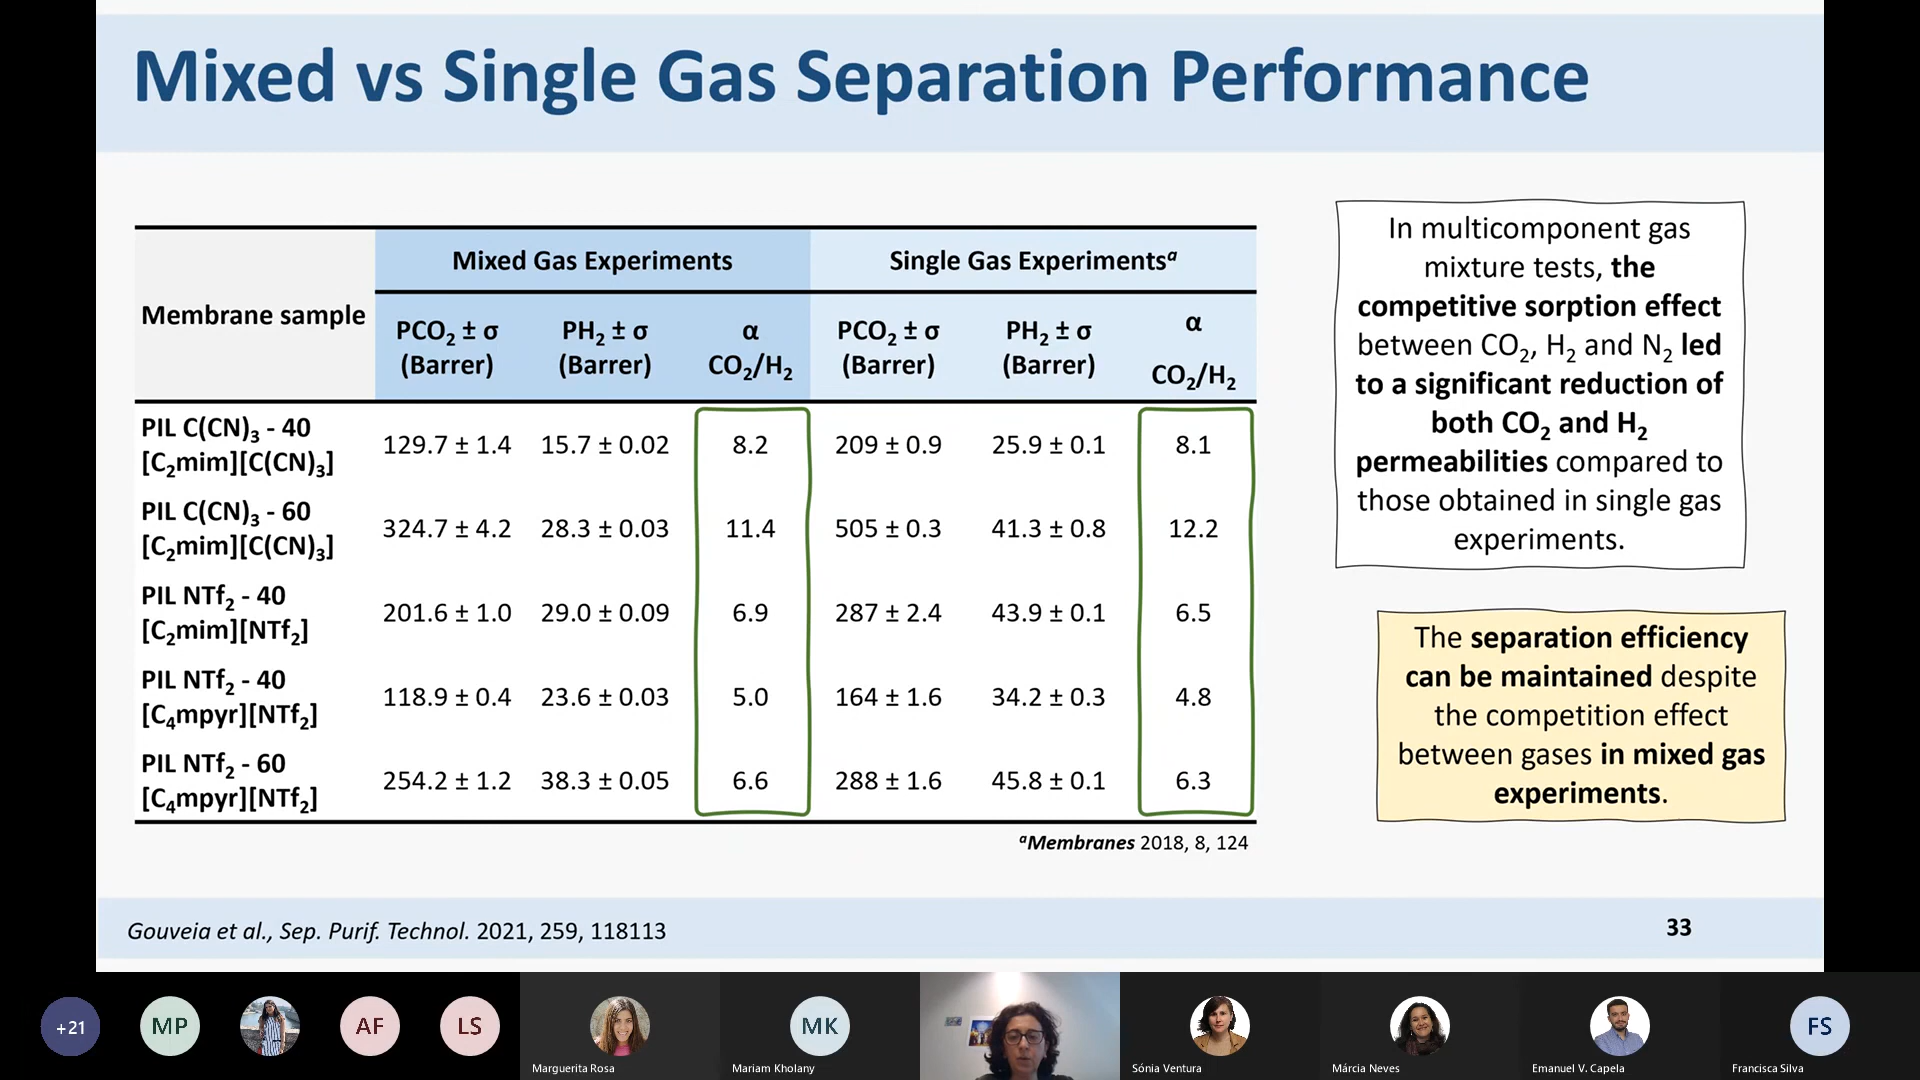 Mixed vs Single Gas Separation Performance
Membrane sample
Mixed Gas Experiments
Single Gas Experimentsᵃ
PCO₂ ± σ (Barrer)
PH₂ ± σ (Barrer)
α CO₂/H₂
PCO₂ ± σ (Barrer)
PH₂ ± σ (Barrer)
α CO₂/H₂
PIL C(CN)₃ - 40
[C₂mim][C(CN)₃]
129.7 ± 1.4 15.7 ± 0.02 8.2 209 ± 0.9 25.9 ± 0.1 8.1
PIL C(CN)₃ - 60
[C₂mim][C(CN)₃]
324.7 ± 4.2 28.3 ± 0.03 11.4 505 ± 0.3 41.3 ± 0.8 12.2
PIL NTf₂ - 40
[C₂mim][NTf₂]
201.6 ± 1.0 29.0 ± 0.09 6.9 287 ± 2.4 43.9 ± 0.1 6.5
PIL NTf₂ - 40
[C₄mpyr][NTf₂]
118.9 ± 0.4 23.6 ± 0.03 5.0 164 ± 1.6 34.2 ± 0.3 4.8
PIL NTf₂ - 60
[C₄mpyr][NTf₂]
254.2 ± 1.2 38.3 ± 0.05 6.6 288 ± 1.6 45.8 ± 0.1 6.3
ᵃMembranes 2018, 8, 124
In multicomponent gas
mixture tests, the
competitive sorption effect
between CO₂, H₂ and N₂ led
to a significant reduction of
both CO₂ and H₂
permeabilities compared to
those obtained in single gas
experiments.
The separation efficiency
can be maintained despite
the competition effect
between gases in mixed gas
experiments.
Gouveia et al., Sep. Purif. Technol. 2021, 259, 118113
33
+21
MP
AF
LS
Marguerita Rosa
MK
Mariam Kholany
Sónia Ventura
Márcia Neves
Emanuel V. Capela
FS
Francisca Silva